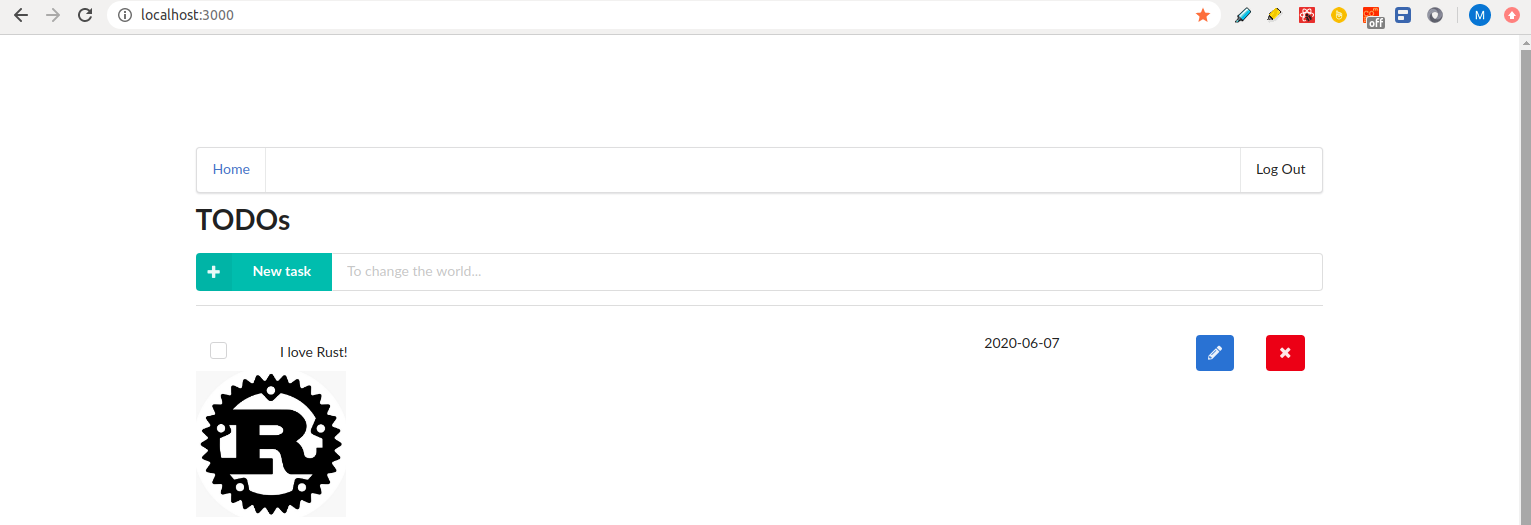 localhost:3000
off
M
Home
Log Out
TODOs
New task
To change the world...
I love Rust!
2020-06-07
R